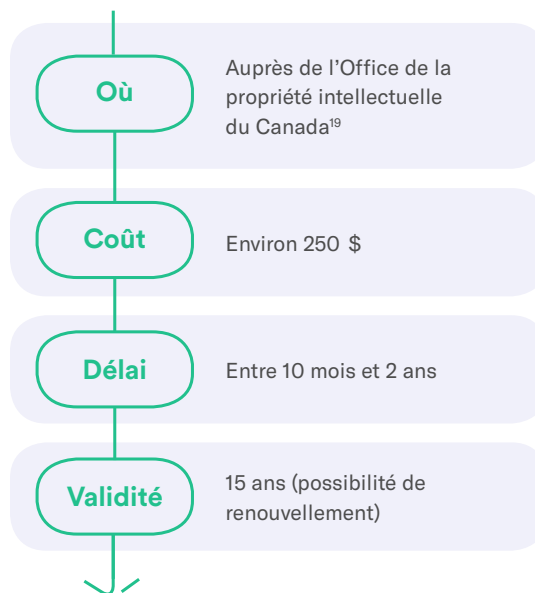 Où
Auprès de l’Office de la
propriété intellectuelle
du Canada¹⁹
Coût
Environ 250 $
Délai
Entre 10 mois et 2 ans
Validité
15 ans (possibilité de
renouvellement)